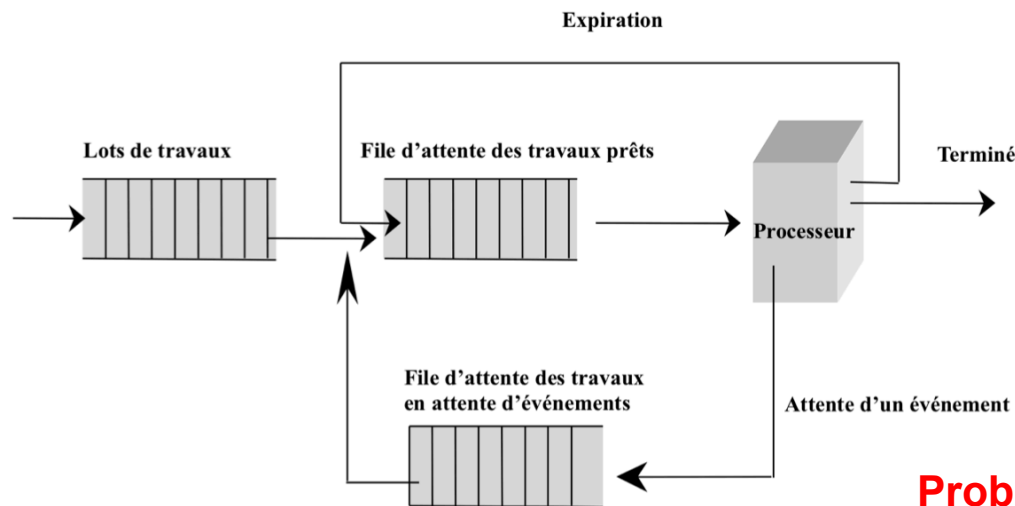 Expiration
Lots de travaux
File d'attente des travaux prêts
Terminé
Processeur
File d'attente des travaux
en attente d'événements
Attente d'un événement
Prob